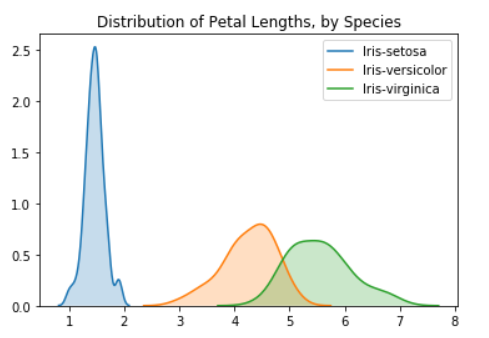 Distribution of Petal Lengths, by Species
Iris-setosa
Iris-versicolor
Iris-virginica
2.5
2.0
1.5
1.0
0.5
0.0
1 2 3 4 5 6 7 8